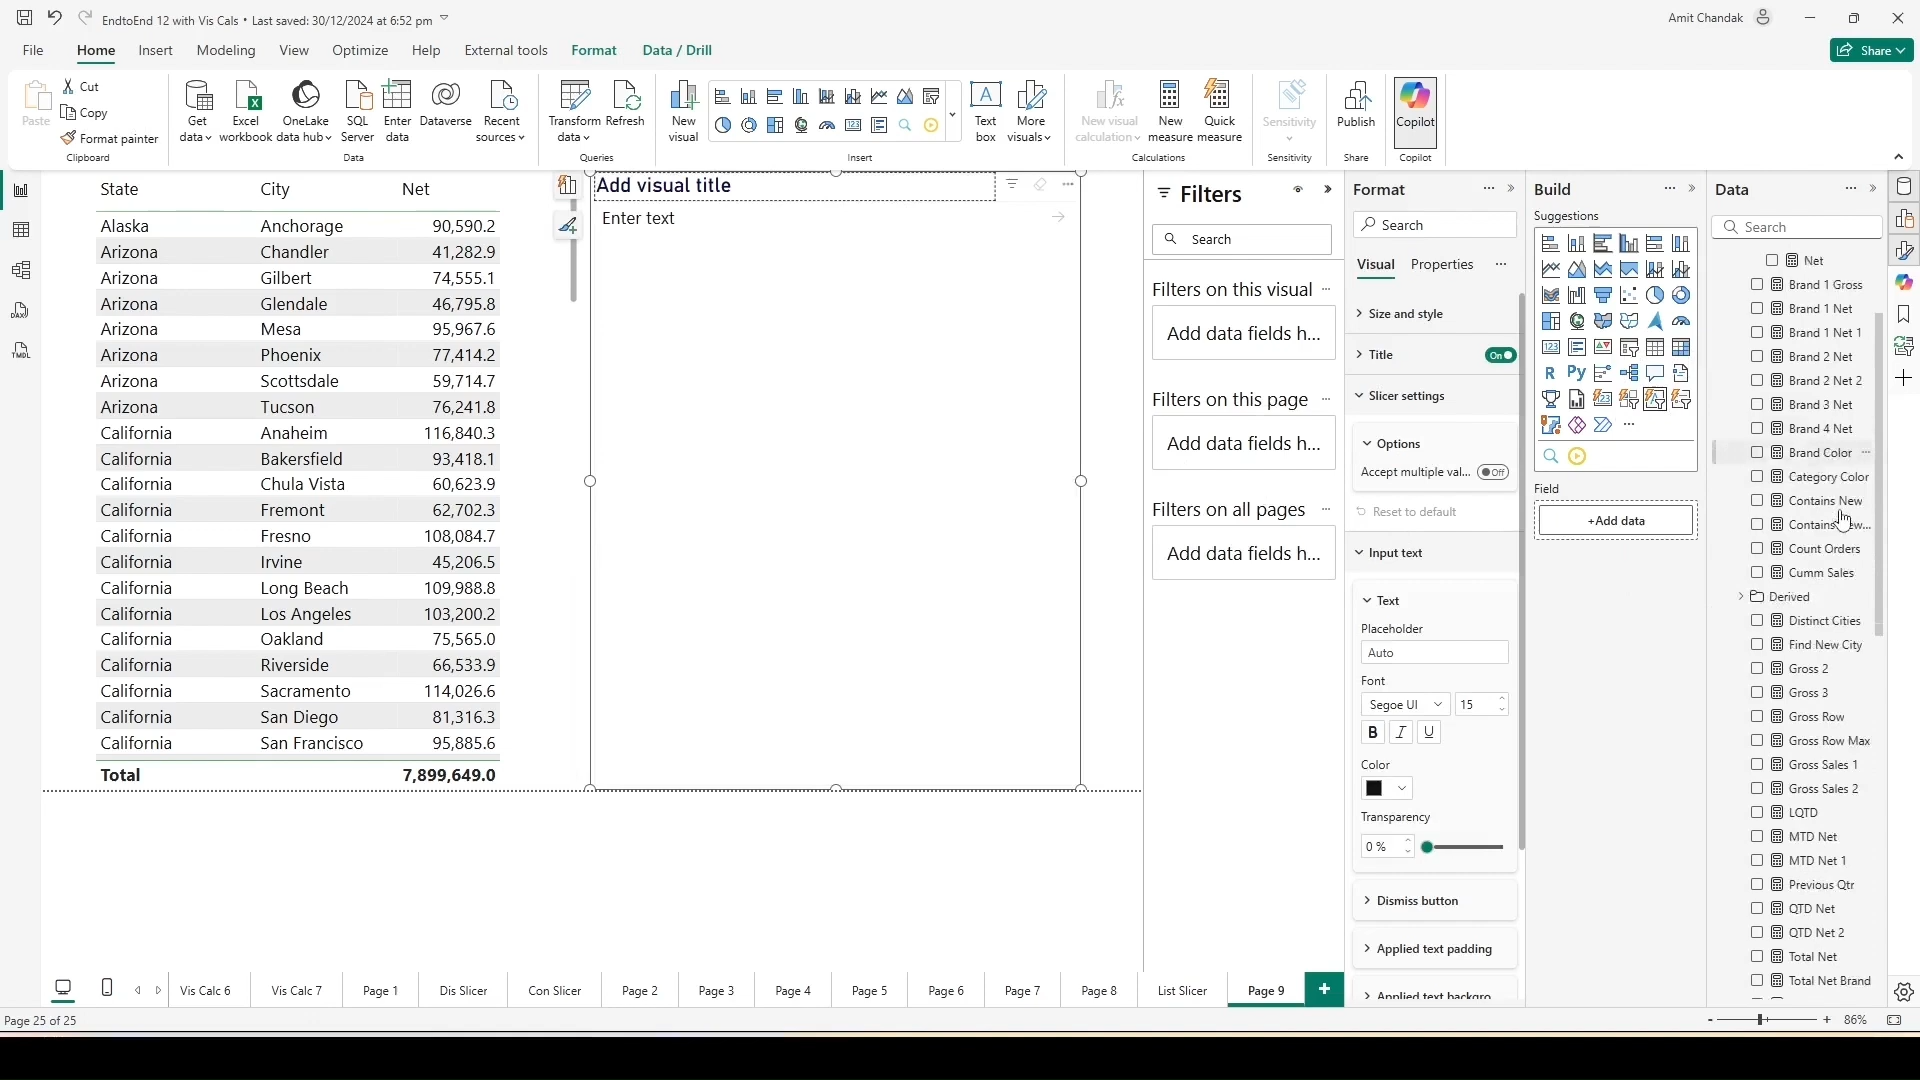 EndtoEnd 12 with Vis Cals • Last saved: 30/12/2024 at 6:52 pm
Amit Chandak
File Home Insert Modeling View Optimize Help External tools Format Data / Drill
Share
Paste
Cut
Copy
Format painter
Clipboard
Get data
Excel workbook
OneLake data hub
SQL Server
Enter data
Dataverse
Recent sources
Data
Transform data
Refresh
Queries
New visual
Text box
More visuals
Insert
New visual calculation
New measure
Quick measure
Calculations
Sensitivity
Sensitivity
Publish
Share
Copilot
Copilot
State City Net
Alaska Anchorage 90,590.2
Arizona Chandler 41,282.9
Arizona Gilbert 74,555.1
Arizona Glendale 46,795.8
Arizona Mesa 95,967.6
Arizona Phoenix 77,414.2
Arizona Scottsdale 59,714.7
Arizona Tucson 76,241.8
California Anaheim 116,840.3
California Bakersfield 93,418.1
California Chula Vista 60,623.9
California Fremont 62,702.3
California Fresno 108,084.7
California Irvine 45,206.5
California Long Beach 109,988.8
California Los Angeles 103,200.2
California Oakland 75,565.0
California Riverside 66,533.9
California Sacramento 114,026.6
California San Diego 81,316.3
California San Francisco 95,885.6
Total 7,899,649.0
Add visual title
Enter text
Filters
Search
Filters on this visual
Add data fields h...
Filters on this page
Add data fields h...
Filters on all pages
Add data fields h...
Format
Search
Visual Properties
Size and style
Title On
Slicer settings
Options
Accept multiple val... Off
Reset to default
Input text
Text
Placeholder
Auto
Font
Segoe UI 15
B I U
Color
Transparency
0 %
Dismiss button
Applied text padding
Applied text backgro
Build
Suggestions
R Py
Field
+Add data
Data
Search
Net
Brand 1 Gross
Brand 1 Net
Brand 1 Net 1
Brand 2 Net
Brand 2 Net 2
Brand 3 Net
Brand 4 Net
Brand Color
Category Color
Contains New
Count Orders
Cumm Sales
Derived
Distinct Cities
Find New City
Gross 2
Gross 3
Gross Row
Gross Row Max
Gross Sales 1
Gross Sales 2
LQTD
MTD Net
MTD Net 1
Previous Qtr
QTD Net
QTD Net 2
Total Net
Total Net Brand
DAX
TMDL
Vis Calc 6 Vis Calc 7 Page 1 Dis Slicer Con Slicer Page 2 Page 3 Page 4 Page 5 Page 6 Page 7 Page 8 List Slicer Page 9
Page 25 of 25
86%